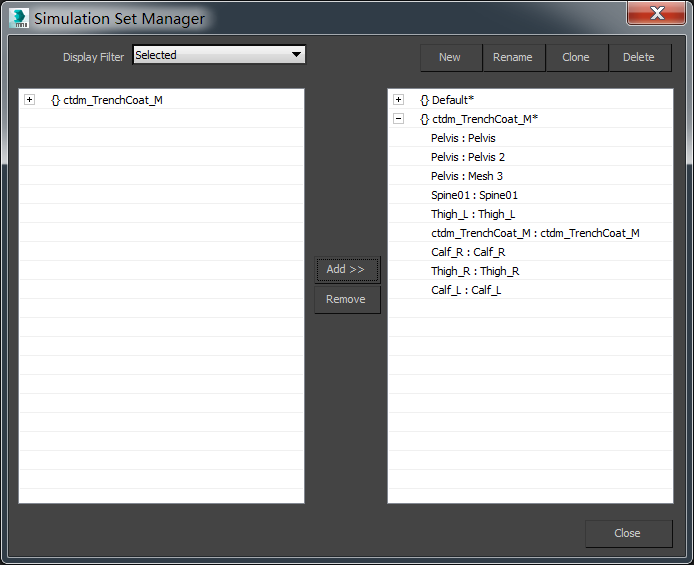 Simulation Set Manager
Display Filter Selected New Rename Clone Delete
{} ctdm_TrenchCoat_M
{} Default*
{} ctdm_TrenchCoat_M*
Pelvis : Pelvis
Pelvis : Pelvis 2
Pelvis : Mesh 3
Spine01 : Spine01
Thigh_L : Thigh_L
ctdm_TrenchCoat_M : ctdm_TrenchCoat_M
Calf_R : Calf_R
Thigh_R : Thigh_R
Calf_L : Calf_L
Add >>
Remove
Close